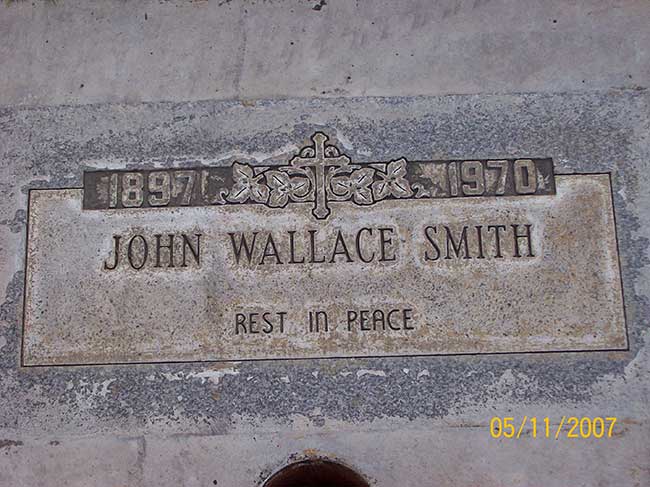 1897 1970
JOHN WALLACE SMITH
REST IN PEACE
05/11/2007